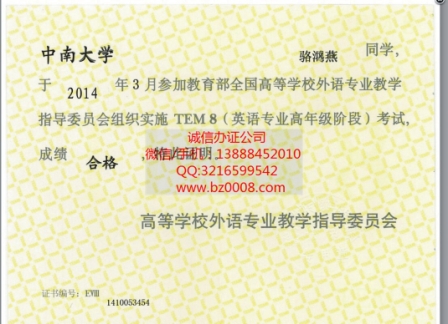 中南大学 骆鸿燕 同学，
于 2014 年 3 月参加教育部全国高等学校外语专业教学
指导委员会组织实施 TEM 8（英语专业高年级阶段）考试，
成绩 合格 ，特此证明。
诚信办证公司
微信/手机：13888452010
QQ:3216599542
www.bz0008.com
高等学校外语专业教学指导委员会
证书编号：EVIII 1410053454